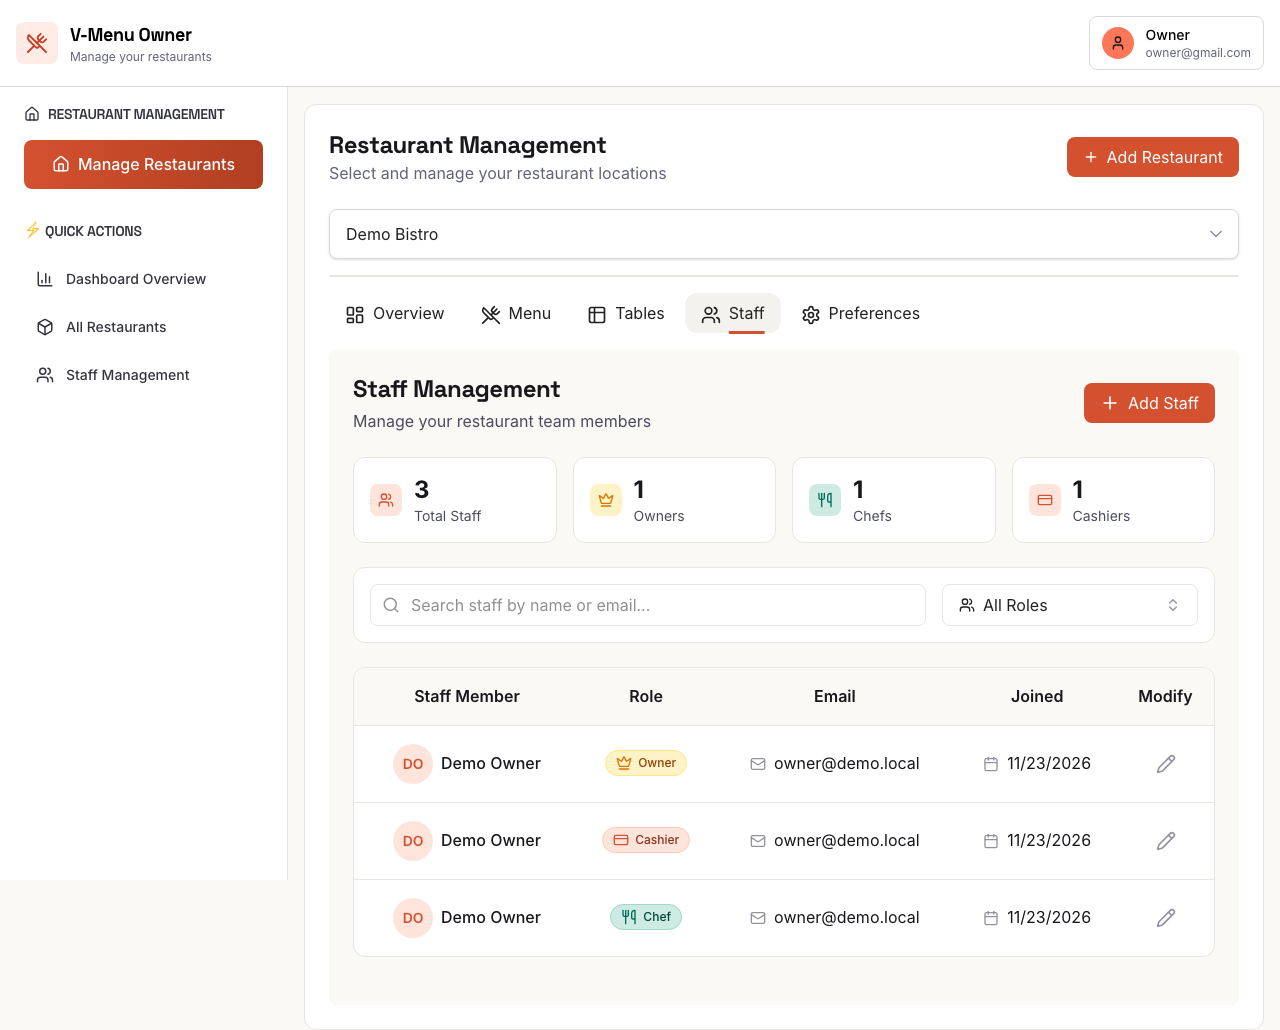 V-Menu Owner
Manage your restaurants
Owner
owner@gmail.com
RESTAURANT MANAGEMENT
Manage Restaurants
QUICK ACTIONS
Dashboard Overview
All Restaurants
Staff Management
Restaurant Management
Select and manage your restaurant locations
Add Restaurant
Demo Bistro
Overview Menu Tables Staff Preferences
Staff Management
Manage your restaurant team members
Add Staff
3
Total Staff
1
Owners
1
Chefs
1
Cashiers
Search staff by name or email...
All Roles
Staff Member Role Email Joined Modify
DO Demo Owner Owner owner@demo.local 11/23/2026
DO Demo Owner Cashier owner@demo.local 11/23/2026
DO Demo Owner Chef owner@demo.local 11/23/2026